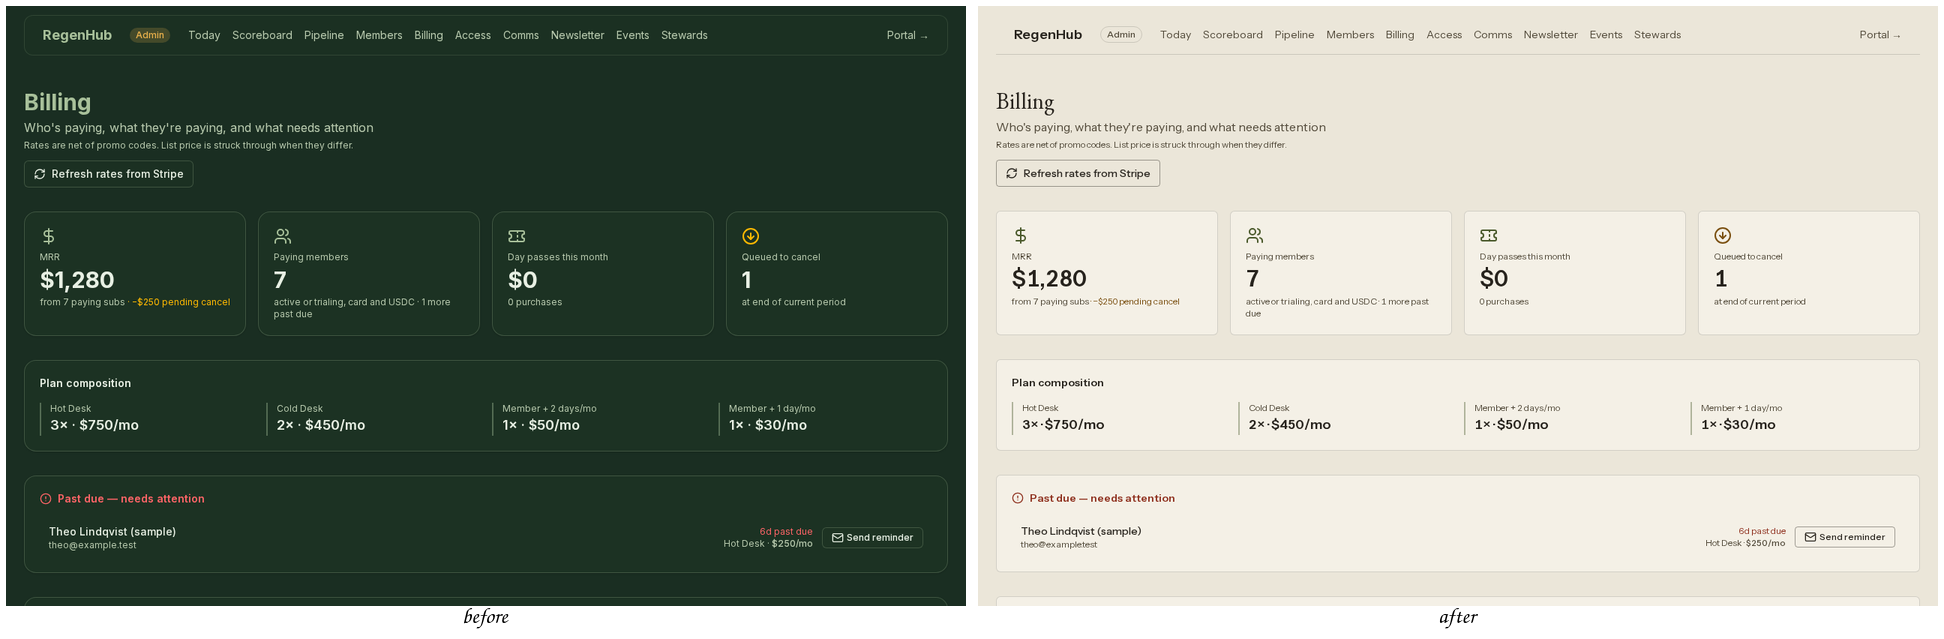 RegenHub Admin Today Scoreboard Pipeline Members Billing Access Comms Newsletter Events Stewards Portal →
Billing
Who's paying, what they're paying, and what needs attention
Rates are net of promo codes. List price is struck through when they differ.
Refresh rates from Stripe
MRR
$1,280
from 7 paying subs · −$250 pending cancel
Paying members
7
active or trialing, card and USDC · 1 more
past due
Day passes this month
$0
0 purchases
Queued to cancel
1
at end of current period
Plan composition
Hot Desk
3× · $750/mo
Cold Desk
2× · $450/mo
Member + 2 days/mo
1× · $50/mo
Member + 1 day/mo
1× · $30/mo
Past due — needs attention
Theo Lindqvist (sample)
theo@example.test
6d past due
Hot Desk · $250/mo
Send reminder
before
RegenHub Admin Today Scoreboard Pipeline Members Billing Access Comms Newsletter Events Stewards Portal →
Billing
Who's paying, what they're paying, and what needs attention
Rates are net of promo codes. List price is struck through when they differ.
Refresh rates from Stripe
MRR
$1,280
from 7 paying subs · −$250 pending cancel
Paying members
7
active or trialing, card and USDC · 1 more past
due
Day passes this month
$0
0 purchases
Queued to cancel
1
at end of current period
Plan composition
Hot Desk
3× · $750/mo
Cold Desk
2× · $450/mo
Member + 2 days/mo
1× · $50/mo
Member + 1 day/mo
1× · $30/mo
Past due — needs attention
Theo Lindqvist (sample)
theo@example.test
6d past due
Hot Desk · $250/mo
Send reminder
after